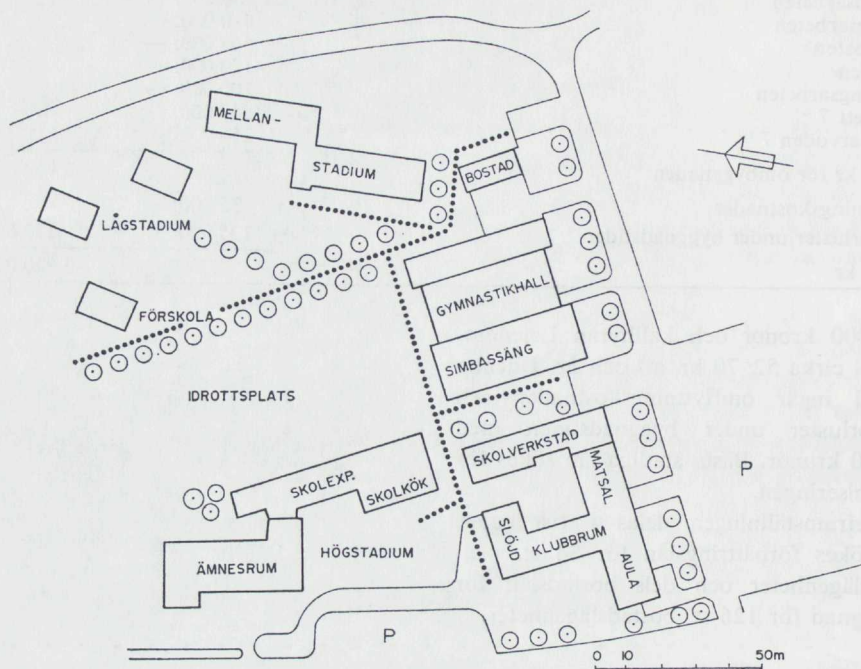 MELLAN-
STADIUM
BOSTAD
LÅGSTADIUM
FÖRSKOLA
GYMNASTIKHALL
SIMBASSÄNG
IDROTTSPLATS
SKOLVERKSTAD
MATSAL
SKOLEXP.
SKOLKÖK
SLÖJD
KLUBBRUM
AULA
HÖGSTADIUM
ÄMNESRUM
P
P
0 10 50m